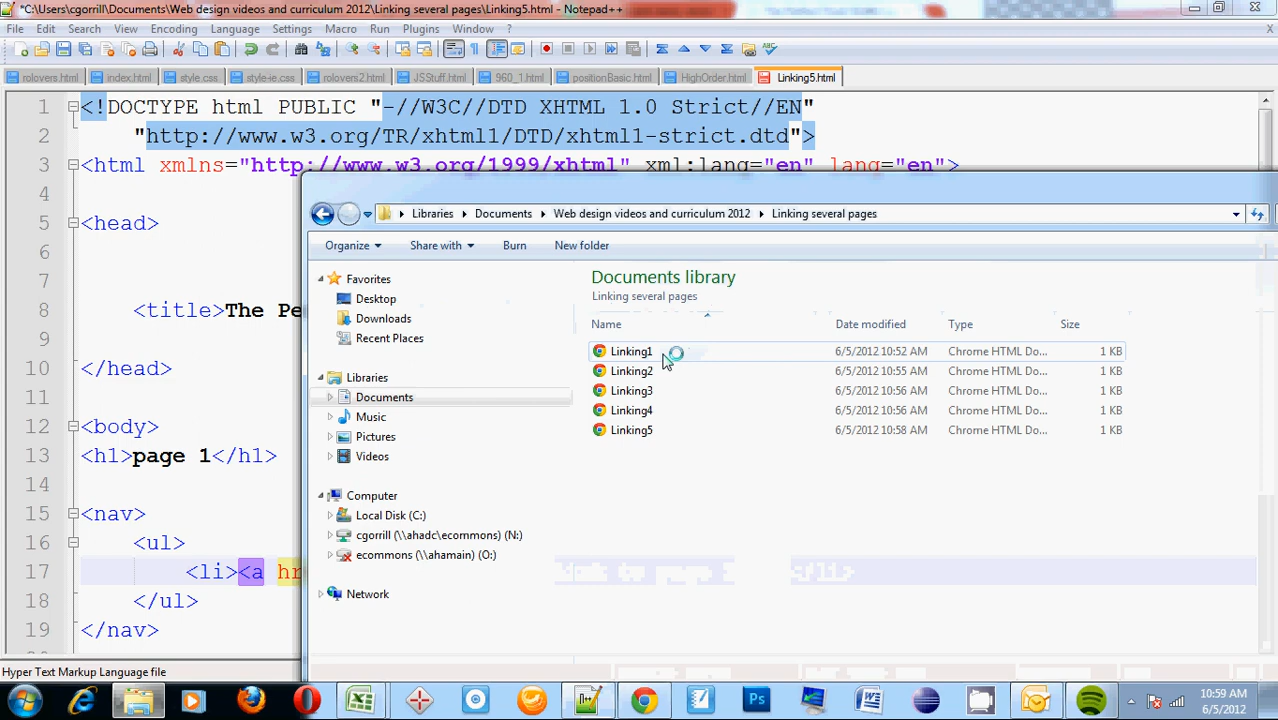 *C:\Users\cgorrill\Documents\Web design videos and curriculum 2012\Linking several pages\Linking5.html - Notepad++
File Edit Search View Encoding Language Settings Macro Run Plugins Window ?
X
rolovers.html index.html style.css style-ie.css rolovers2.html JSStuff.html 960_1.html positionBasic.html HighOrder.html Linking5.html
1 <!DOCTYPE html PUBLIC "-//W3C//DTD XHTML 1.0 Strict//EN"
2 "http://www.w3.org/TR/xhtml1/DTD/xhtml1-strict.dtd">
3 <html xmlns="http://www.w3.org/1999/xhtml" xml:lang="en" lang="en">
4
5 <head>
6
7
8 <title>The Pe
9
10 </head>
11
12 <body>
13 <h1>page 1</h1>
14
15 <nav>
16 <ul>
17 <li><a hr
18 </ul>
19 </nav>
Libraries Documents Web design videos and curriculum 2012 Linking several pages
Organize Share with Burn New folder
Favorites
Desktop
Downloads
Recent Places
Libraries
Documents
Music
Pictures
Videos
Computer
Local Disk (C:)
cgorrill (\\ahadc\ecommons) (N:)
ecommons (\\ahamain) (O:)
Network
Documents library
Linking several pages
Name Date modified Type Size
Linking1 6/5/2012 10:52 AM Chrome HTML Do... 1 KB
Linking2 6/5/2012 10:55 AM Chrome HTML Do... 1 KB
Linking3 6/5/2012 10:56 AM Chrome HTML Do... 1 KB
Linking4 6/5/2012 10:56 AM Chrome HTML Do... 1 KB
Linking5 6/5/2012 10:58 AM Chrome HTML Do... 1 KB
Hyper Text Markup Language file
10:59 AM
6/5/2012